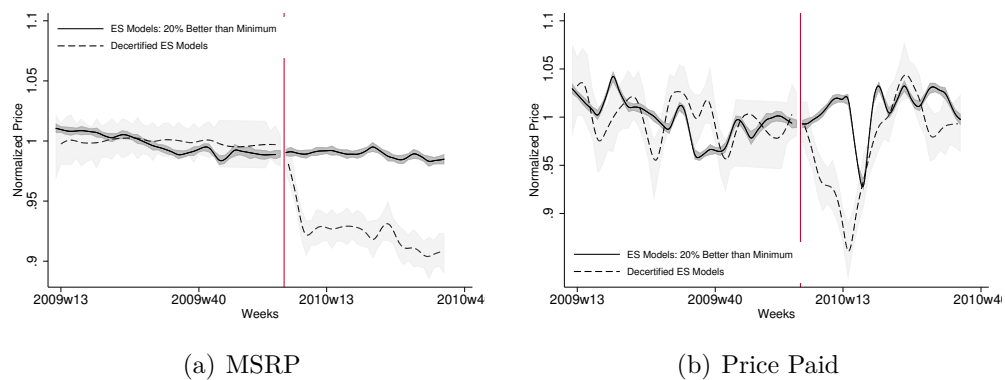 1.1
1.05
1
.95
.9
Normalized Price
ES Models: 20% Better than Minimum
Decertified ES Models
2009w13
2009w40
2010w13
2010w4
Weeks
(a) MSRP
1.1
1.05
1
.95
.9
Normalized Price
ES Models: 20% Better than Minimum
Decertified ES Models
2009w13
2009w40
2010w13
2010w40
Weeks
(b) Price Paid